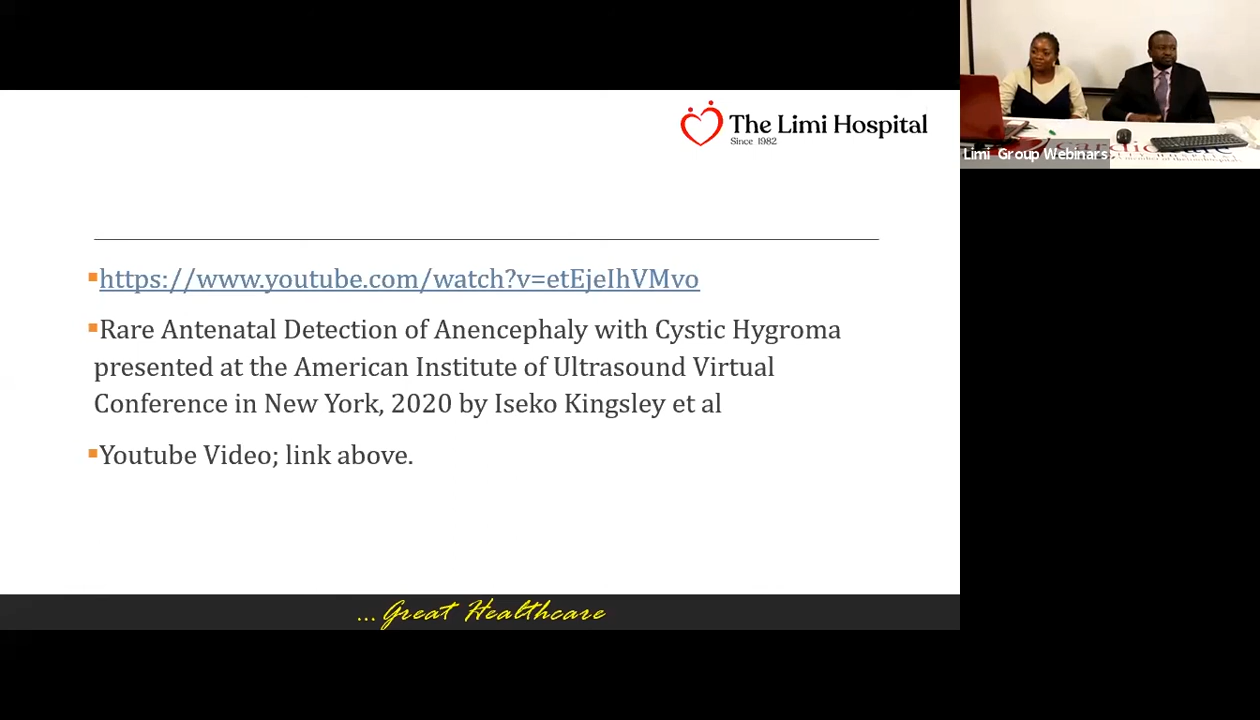 The Limi Hospital
Since 1982
https://www.youtube.com/watch?v=etEjeIhVMvo
Rare Antenatal Detection of Anencephaly with Cystic Hygroma
presented at the American Institute of Ultrasound Virtual
Conference in New York, 2020 by Iseko Kingsley et al
Youtube Video; link above.
... Great Healthcare
Limi Group Webinars